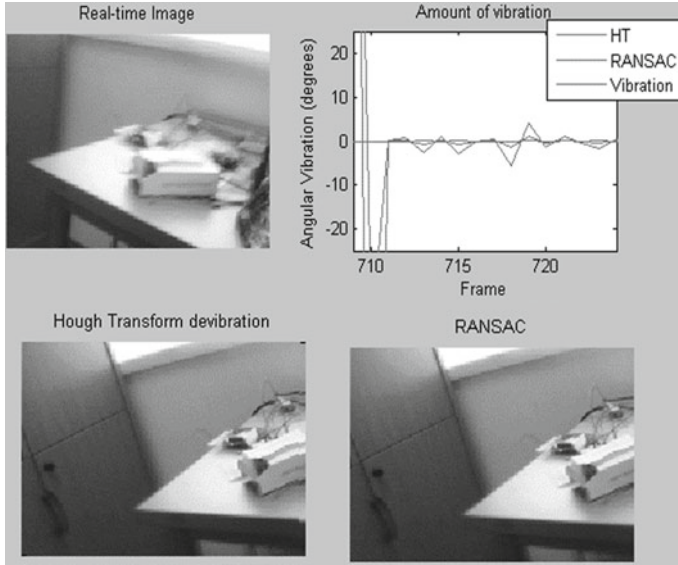 Real-time Image
Amount of vibration
HT
RANSAC
Vibration
Angular Vibration (degrees)
20
10
0
-10
-20
710
715
720
Frame
Hough Transform devibration
RANSAC